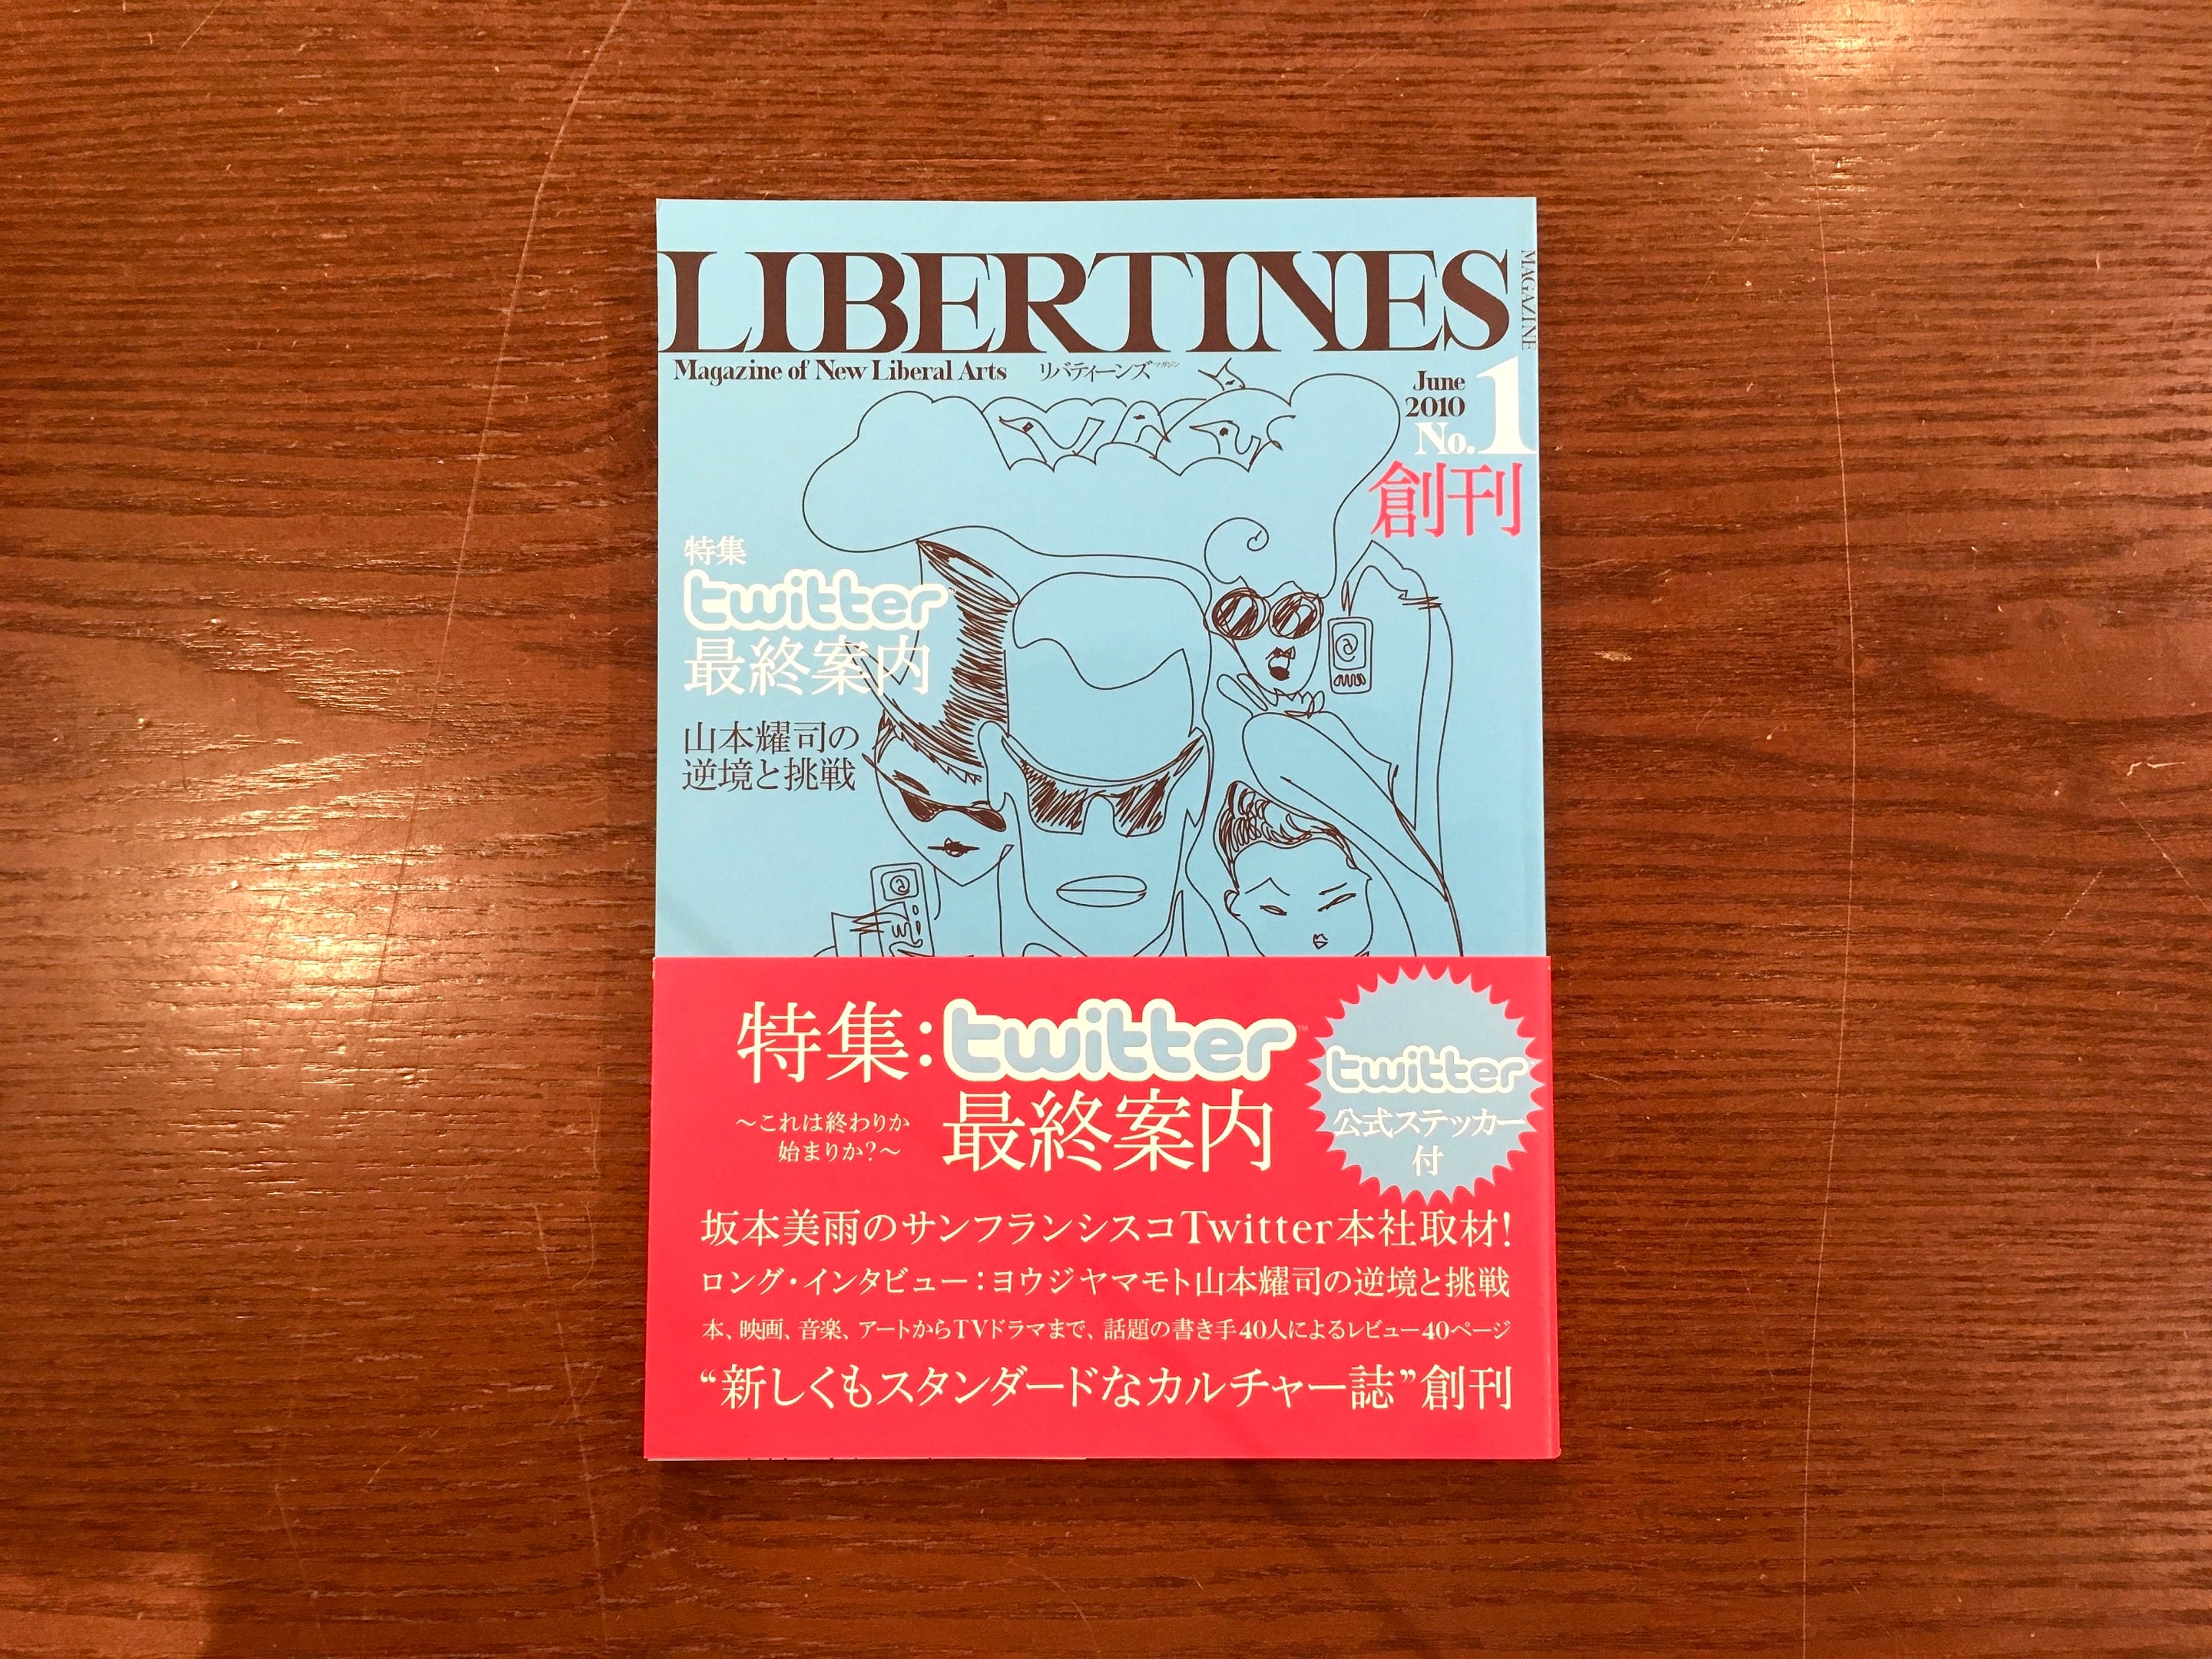 LIBERTINES
MAGAZINE
Magazine of New Liberal Arts リバティーンズ マガジン
June
2010
No.1
創刊
特集
twitter
最終案内
山本耀司の
逆境と挑戦
特集:twitter™
最終案内
～これは終わりか
始まりか?～
twitter
公式ステッカー
付
坂本美雨のサンフランシスコTwitter本社取材!
ロング・インタビュー:ヨウジヤマモト山本耀司の逆境と挑戦
本、映画、音楽、アートからTVドラマまで、話題の書き手40人によるレビュー40ページ
“新しくもスタンダードなカルチャー誌”創刊